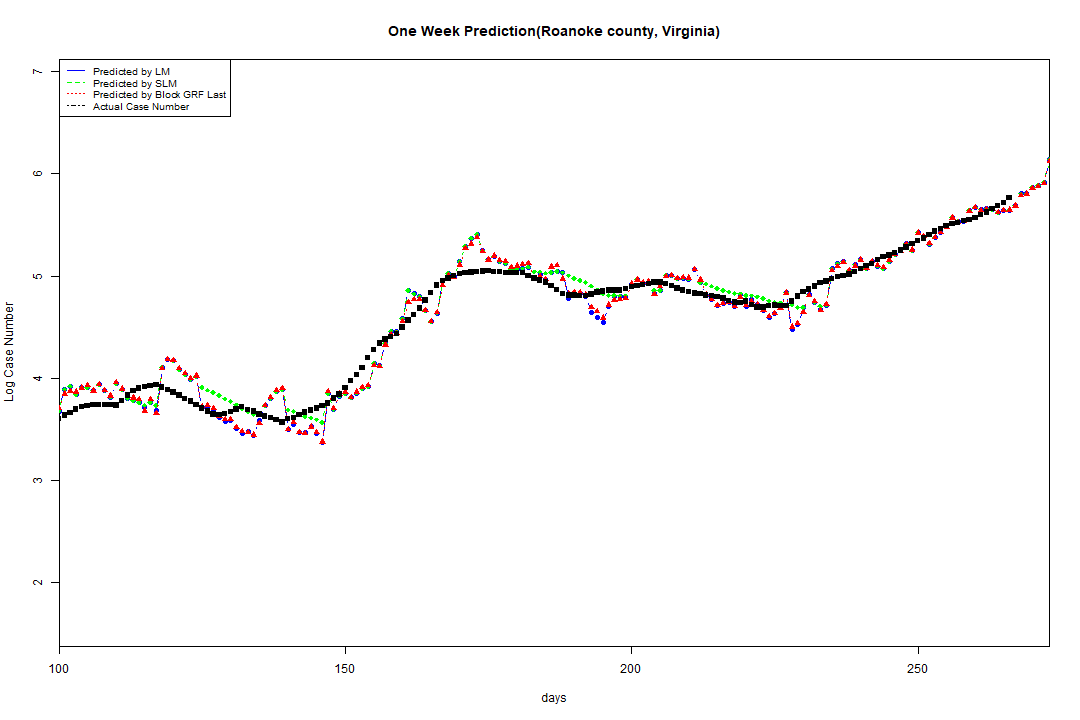 One Week Prediction(Roanoke county, Virginia)
Predicted by LM
Predicted by SLM
Predicted by Block GRF Last
Actual Case Number
Log Case Number
7
6
5
4
3
2
100 150 200 250
days